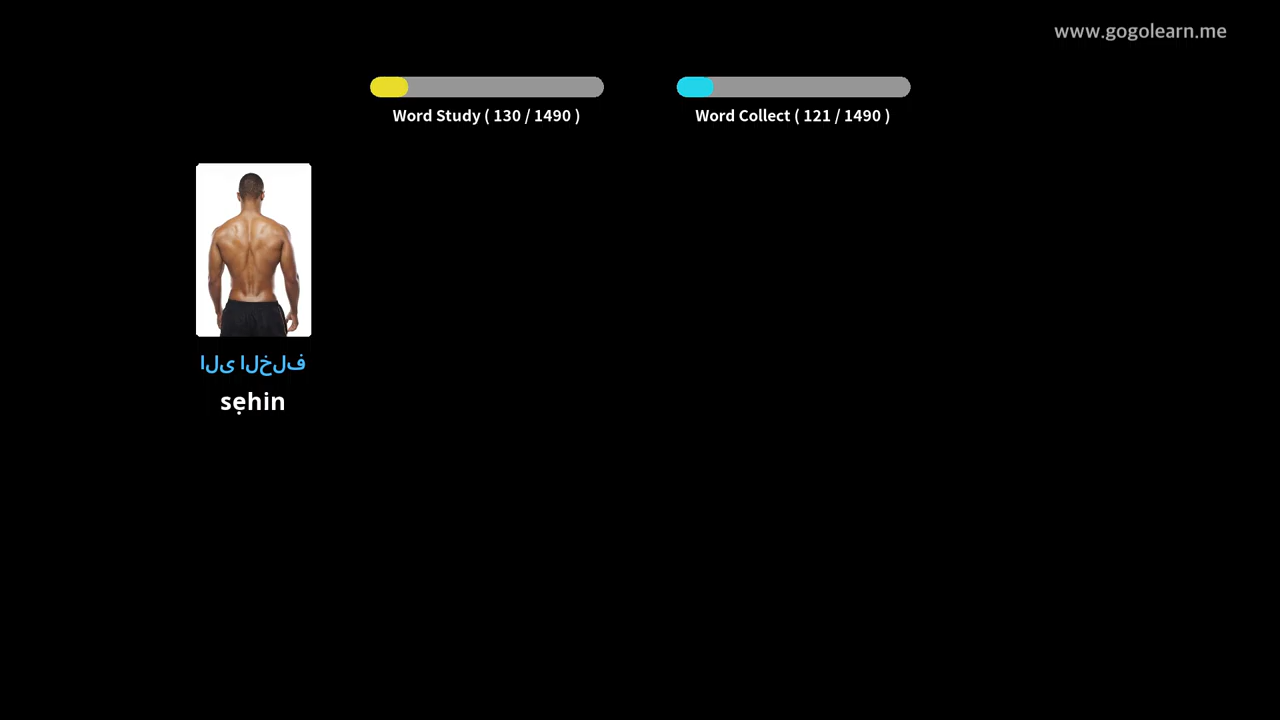 www.gogolearn.me
Word Study ( 130 / 1490 )
Word Collect ( 121 / 1490 )
الى الخلف
sẹhin